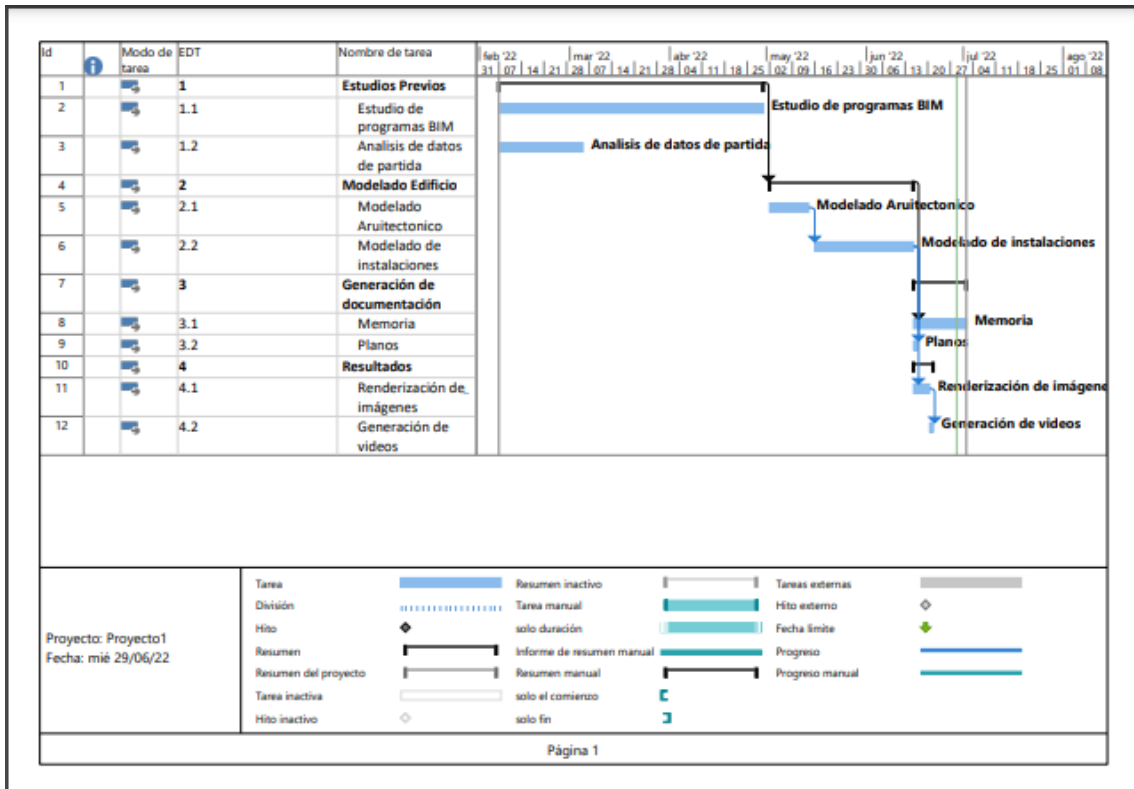 Id Modo de tarea EDT Nombre de tarea
feb '22 mar '22 abr '22 may '22 jun '22 jul '22 ago '22
31 07 14 21 28 07 14 21 28 04 11 18 25 02 09 16 23 30 06 13 20 27 04 11 18 25 01 08
1 1 Estudios Previos
2 1.1 Estudio de
programas BIM
Estudio de programas BIM
3 1.2 Analisis de datos
de partida
Analisis de datos de partida
4 2 Modelado Edificio
5 2.1 Modelado
Aruitectonico
Modelado Aruitectonico
6 2.2 Modelado de
instalaciones
Modelado de instalaciones
7 3 Generación de
documentación
8 3.1 Memoria
Memoria
9 3.2 Planos
Planos
10 4 Resultados
11 4.1 Renderización de
imágenes
Renderización de imágene
12 4.2 Generación de
videos
Generación de videos
Proyecto: Proyecto1
Fecha: mié 29/06/22
Tarea Resumen inactivo Tareas externas
División Tarea manual Hito externo
Hito solo duración Fecha límite
Resumen Informe de resumen manual Progreso
Resumen del proyecto Resumen manual Progreso manual
Tarea inactiva solo el comienzo
Hito inactivo solo fin
Página 1